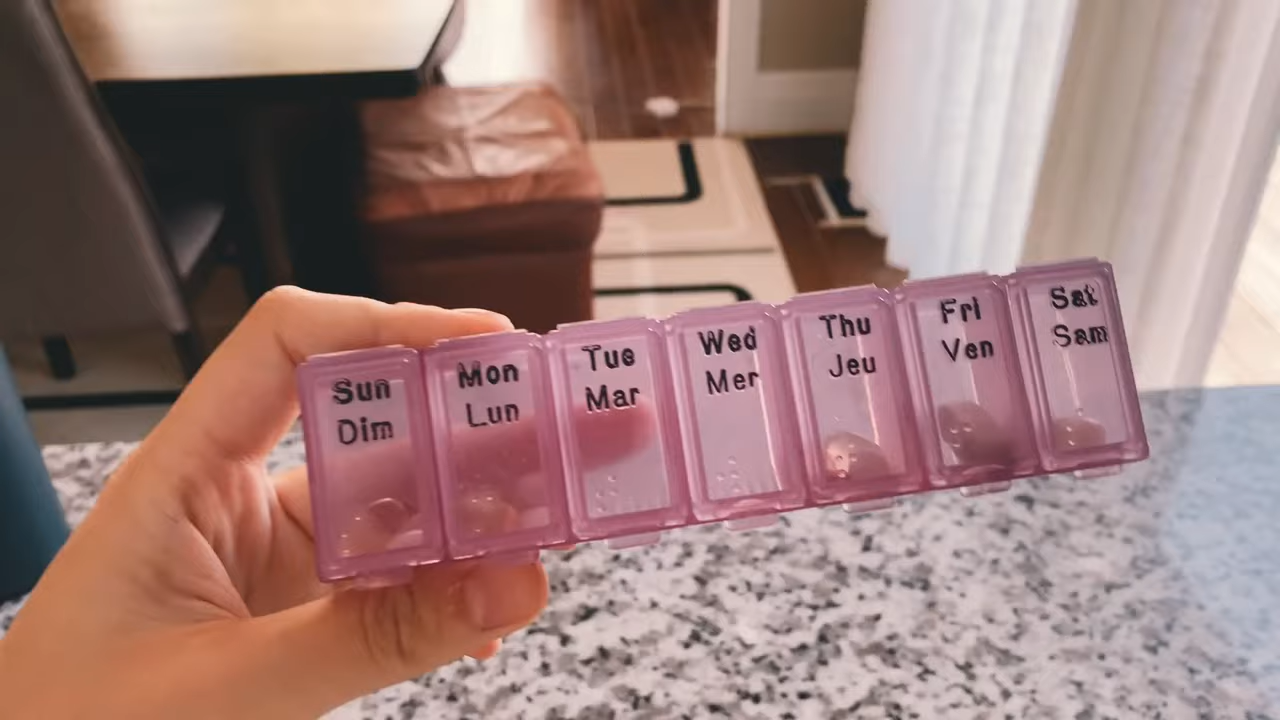 Sun
Dim
Mon
Lun
Tue
Mar
Wed
Mer
Thu
Jeu
Fri
Ven
Sat
Sam